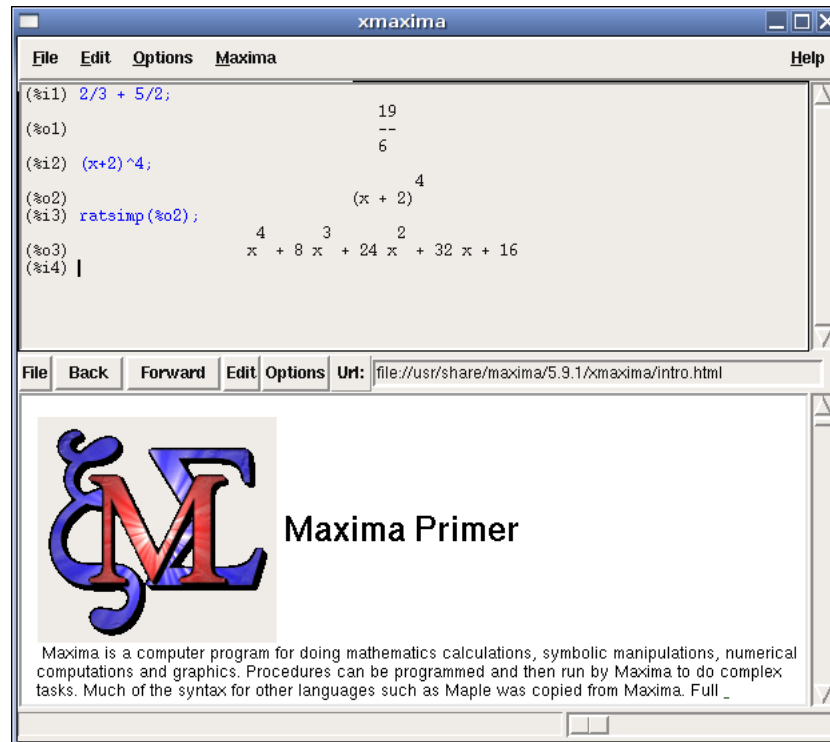 xmaxima
File Edit Options Maxima Help
(%i1) 2/3 + 5/2;
19
(%o1) --
6
(%i2) (x+2)^4;
4
(%o2) (x + 2)
(%i3) ratsimp(%o2);
4 3 2
(%o3) x + 8 x + 24 x + 32 x + 16
(%i4)
File Back Forward Edit Options Url: file://usr/share/maxima/5.9.1/xmaxima/intro.html
ξMΣ
Maxima Primer
Maxima is a computer program for doing mathematics calculations, symbolic manipulations, numerical
computations and graphics. Procedures can be programmed and then run by Maxima to do complex
tasks. Much of the syntax for other languages such as Maple was copied from Maxima. Full _